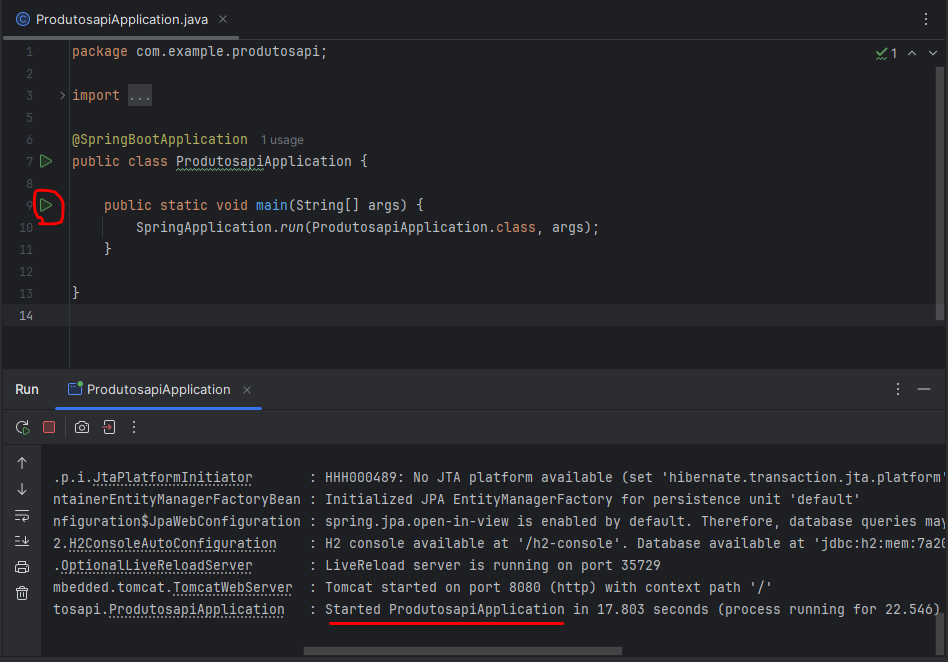 ProdutosapiApplication.java
1 package com.example.produtosapi;
1
2
3 import ...
5
6 @SpringBootApplication 1 usage
7 public class ProdutosapiApplication {
8
9 public static void main(String[] args) {
10 SpringApplication.run(ProdutosapiApplication.class, args);
11 }
12
13 }
14
Run ProdutosapiApplication
.p.i.JtaPlatformInitiator : HHH000489: No JTA platform available (set 'hibernate.transaction.jta.platform'
ntainerEntityManagerFactoryBean : Initialized JPA EntityManagerFactory for persistence unit 'default'
nfiguration$JpaWebConfiguration : spring.jpa.open-in-view is enabled by default. Therefore, database queries may
2.H2ConsoleAutoConfiguration : H2 console available at '/h2-console'. Database available at 'jdbc:h2:mem:7a20
.OptionalLiveReloadServer : LiveReload server is running on port 35729
mbedded.tomcat.TomcatWebServer : Tomcat started on port 8080 (http) with context path '/'
tosapi.ProdutosapiApplication : Started ProdutosapiApplication in 17.803 seconds (process running for 22.546)